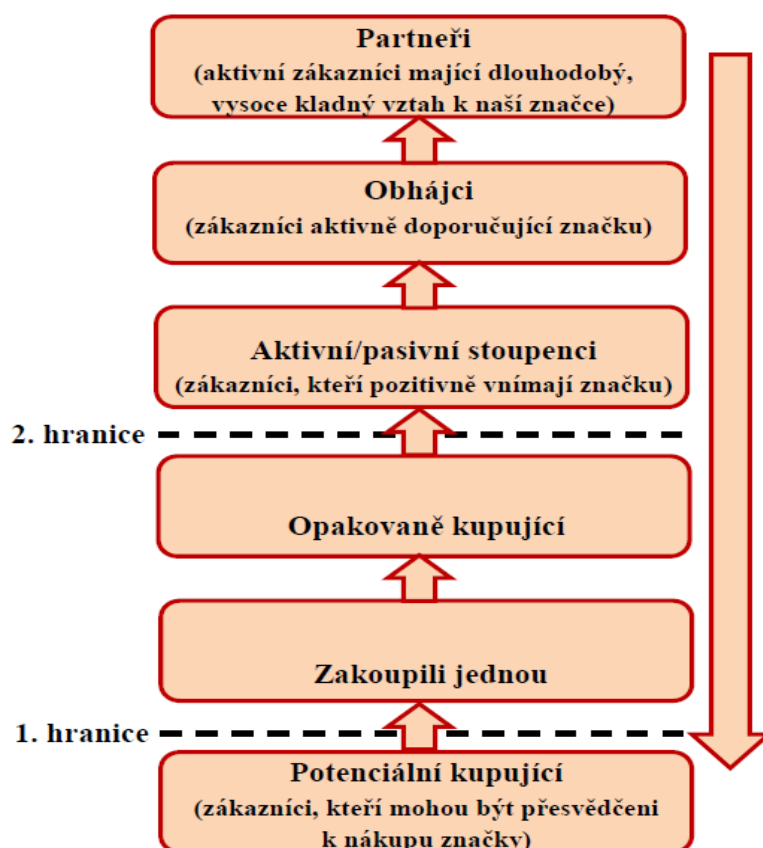 Partneři
(aktivní zákazníci mající dlouhodobý,
vysoce kladný vztah k naší značce)
Obhájci
(zákazníci aktivně doporučující značku)
Aktivní/pasivní stoupenci
(zákazníci, kteří pozitivně vnímají značku)
2. hranice
Opakovaně kupující
Zakoupili jednou
1. hranice
Potenciální kupující
(zákazníci, kteří mohou být přesvědčeni
k nákupu značky)